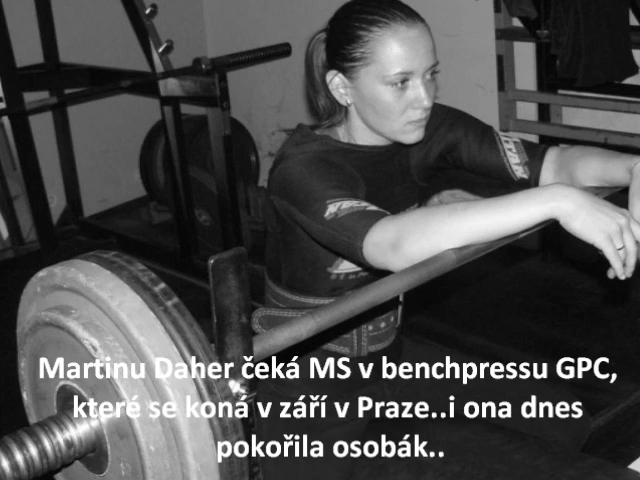 Martinu Daher čeká MS v benchpressu GPC,
které se koná v září v Praze..i ona dnes
pokořila osobák..